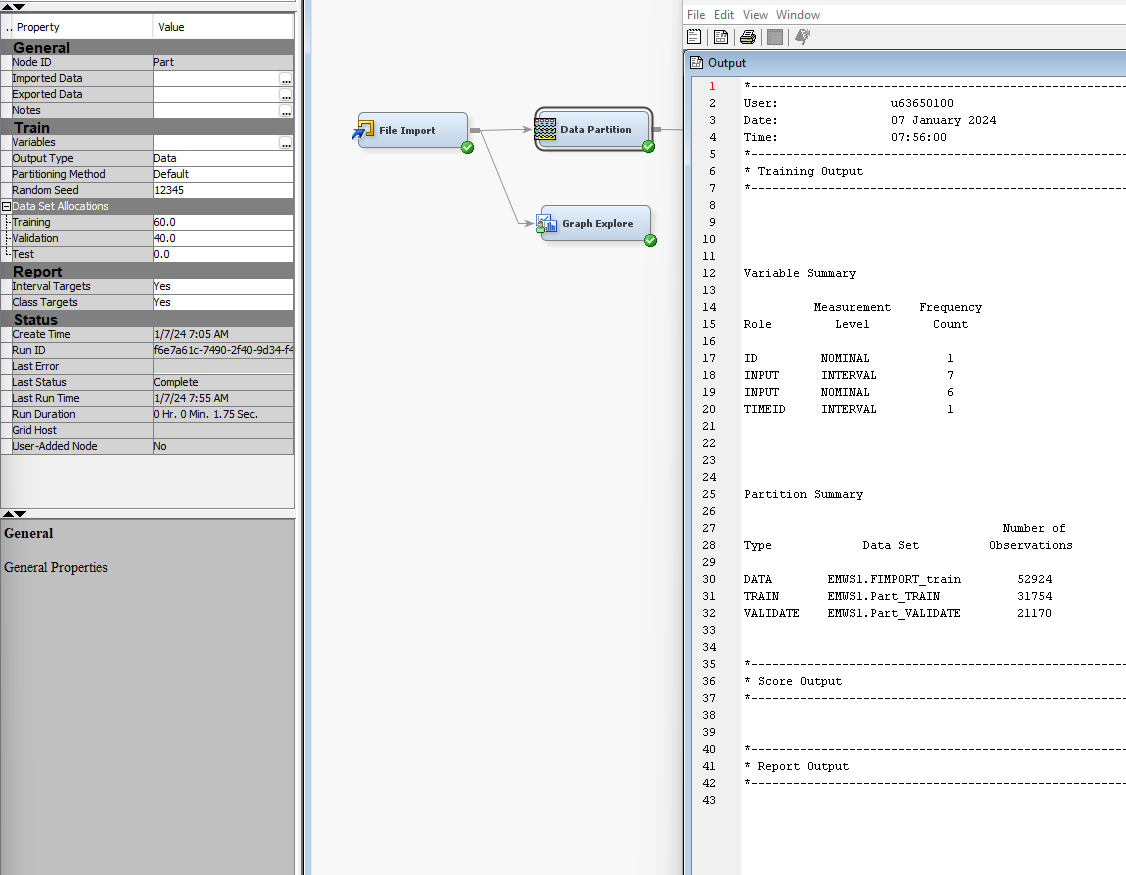 .. Property Value
General
Node ID Part
Imported Data ...
Exported Data ...
Notes ...
Train
Variables ...
Output Type Data
Partitioning Method Default
Random Seed 12345
Data Set Allocations
Training 60.0
Validation 40.0
Test 0.0
Report
Interval Targets Yes
Class Targets Yes
Status
Create Time 1/7/24 7:05 AM
Run ID f6e7a61c-7490-2f40-9d34-f4
Last Error
Last Status Complete
Last Run Time 1/7/24 7:55 AM
Run Duration 0 Hr. 0 Min. 1.75 Sec.
Grid Host
User-Added Node No
General
General Properties
File Import
Data Partition
Graph Explore
File Edit View Window
Output
1 *------------------------------------------------------------
2 User: u63650100
3 Date: 07 January 2024
4 Time: 07:56:00
5 *------------------------------------------------------------
6 * Training Output
7 *------------------------------------------------------------
8
9
10
11
12 Variable Summary
13
14 Measurement Frequency
15 Role Level Count
16
17 ID NOMINAL 1
18 INPUT INTERVAL 7
19 INPUT NOMINAL 6
20 TIMEID INTERVAL 1
21
22
23
24
25 Partition Summary
26
27 Number of
28 Type Data Set Observations
29
30 DATA EMWS1.FIMPORT_train 52924
31 TRAIN EMWS1.Part_TRAIN 31754
32 VALIDATE EMWS1.Part_VALIDATE 21170
33
34
35 *------------------------------------------------------------
36 * Score Output
37 *------------------------------------------------------------
38
39
40 *------------------------------------------------------------
41 * Report Output
42 *------------------------------------------------------------
43